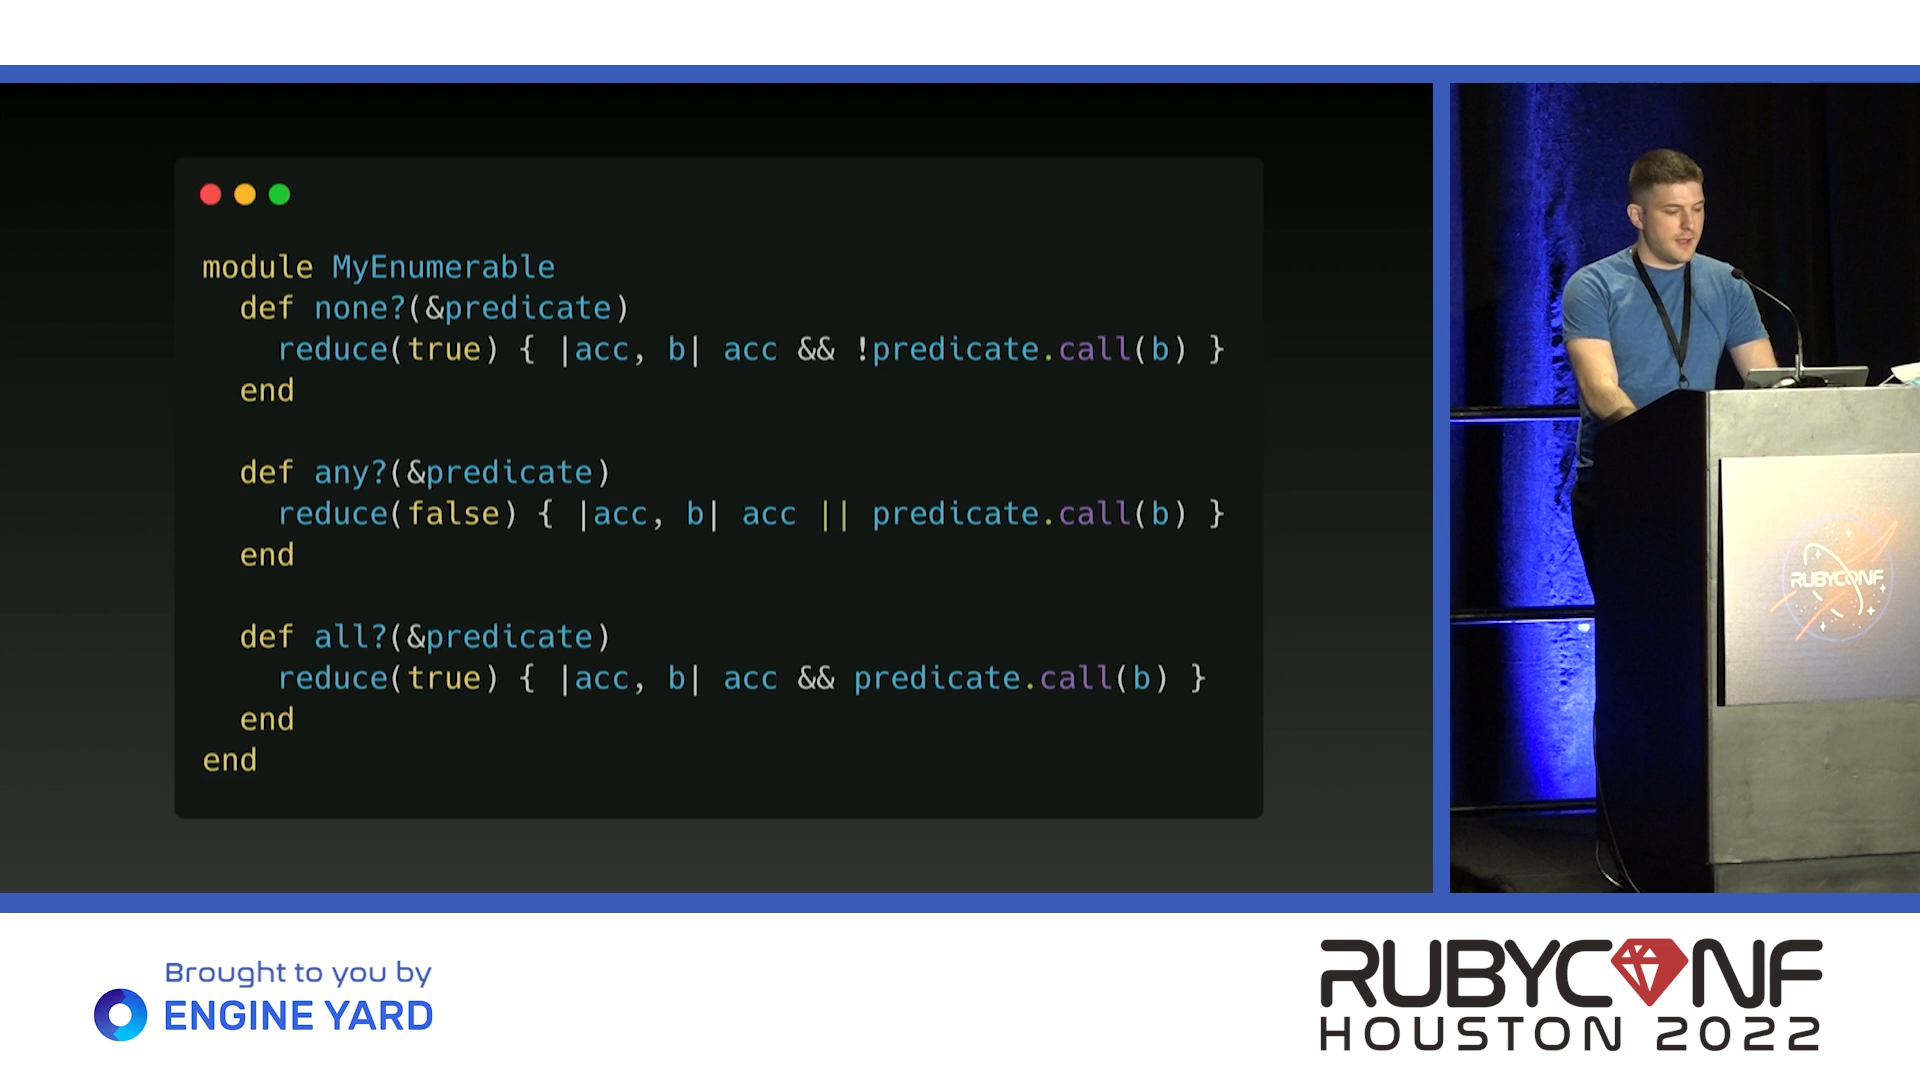 module MyEnumerable
  def none?(&predicate)
    reduce(true) { |acc, b| acc && !predicate.call(b) }
  end

  def any?(&predicate)
    reduce(false) { |acc, b| acc || predicate.call(b) }
  end

  def all?(&predicate)
    reduce(true) { |acc, b| acc && predicate.call(b) }
  end
end
RUBYCONF
Brought to you by
ENGINE YARD
RUBYCONF
HOUSTON 2022